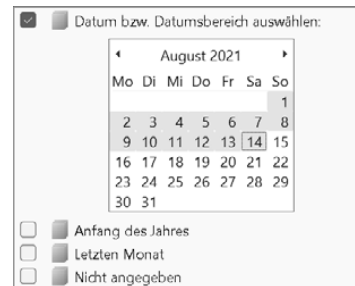 Datum bzw. Datumsbereich auswählen:
August 2021
Mo Di Mi Do Fr Sa So
1
2 3 4 5 6 7 8
9 10 11 12 13 14 15
16 17 18 19 20 21 22
23 24 25 26 27 28 29
30 31
Anfang des Jahres
Letzten Monat
Nicht angegeben